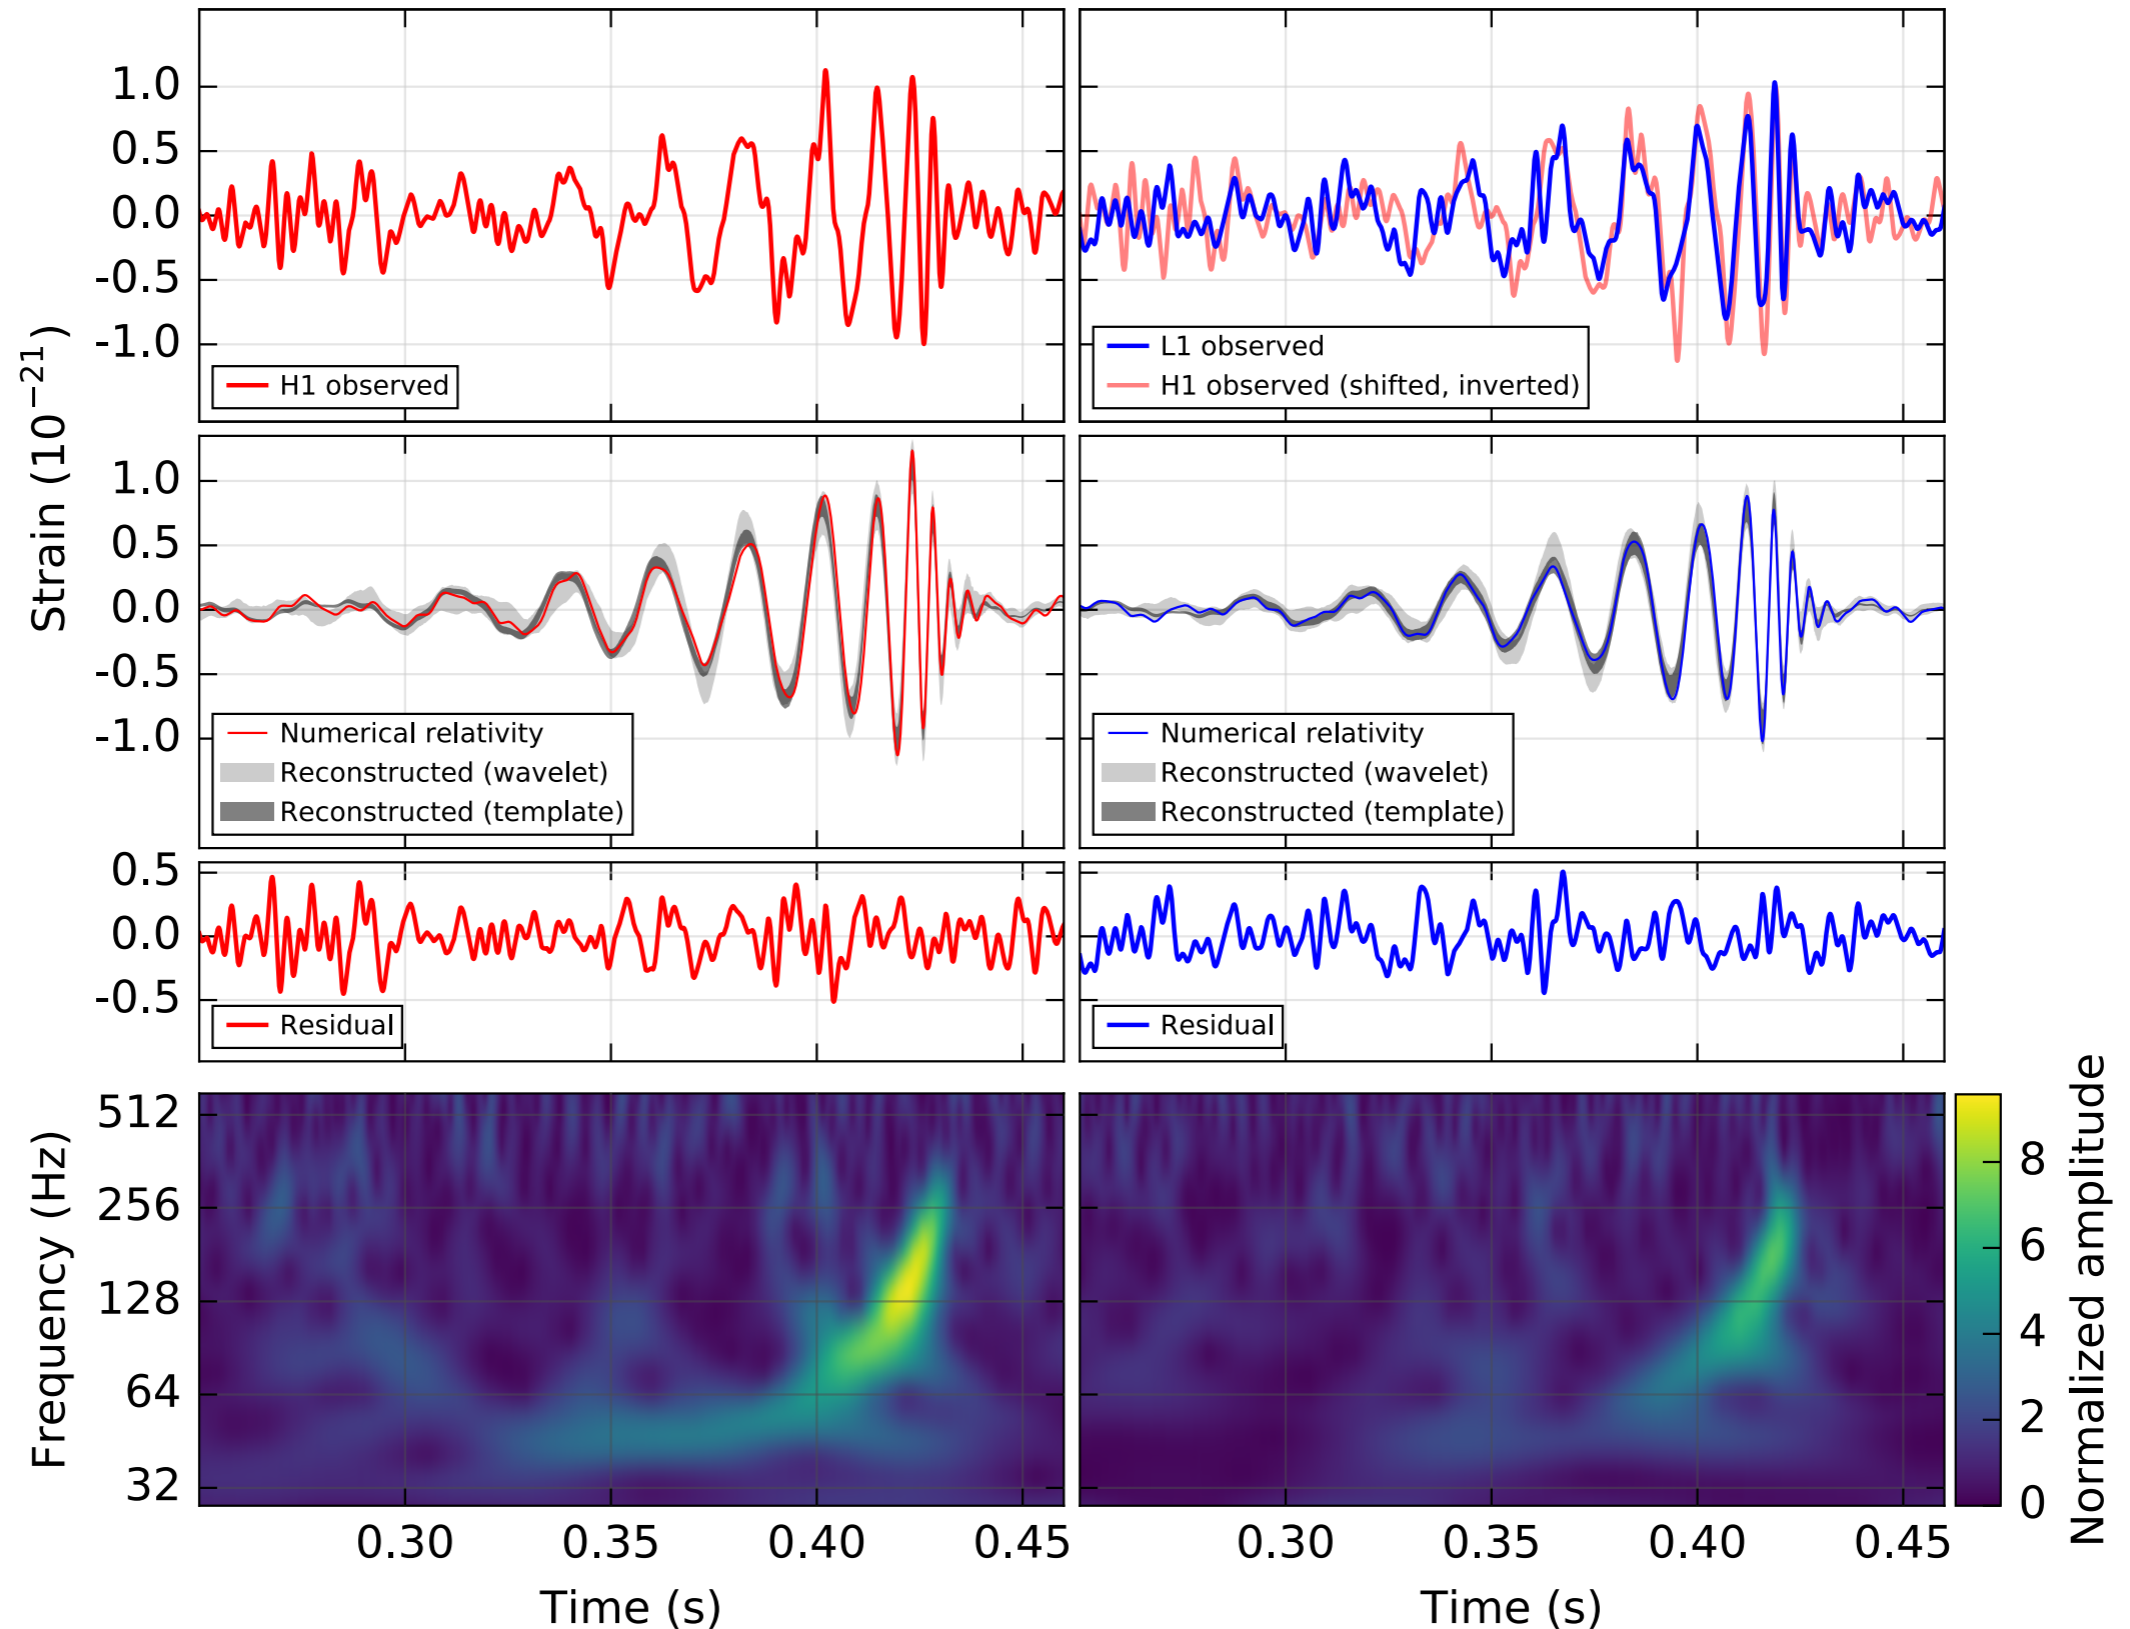 Strain (10−21)
1.0
0.5
0.0
-0.5
-1.0
H1 observed
L1 observed
H1 observed (shifted, inverted)
1.0
0.5
0.0
-0.5
-1.0
Numerical relativity
Reconstructed (wavelet)
Reconstructed (template)
Numerical relativity
Reconstructed (wavelet)
Reconstructed (template)
0.5
0.0
-0.5
Residual
Residual
Frequency (Hz)
512
256
128
64
32
0.30 0.35 0.40 0.45
Time (s)
0.30 0.35 0.40 0.45
Time (s)
8
6
4
2
0
Normalized amplitude